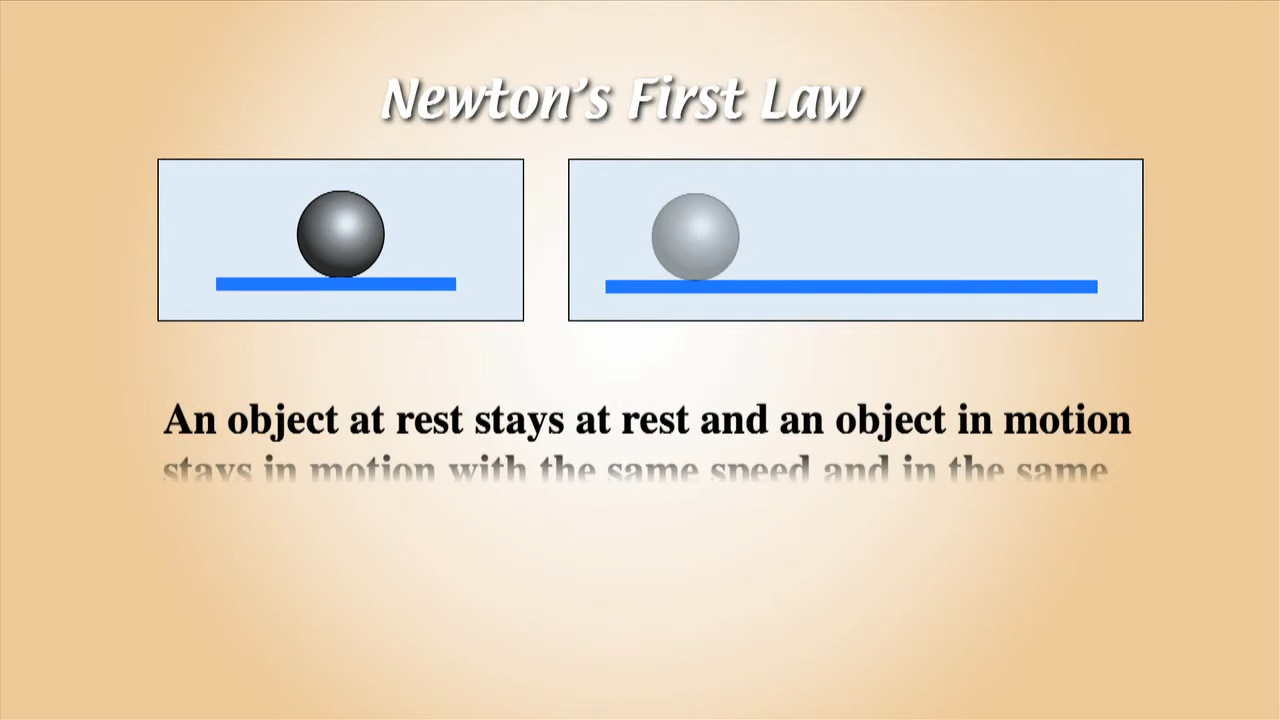 Newton's First Law
An object at rest stays at rest and an object in motion
stays in motion with the same speed and in the same